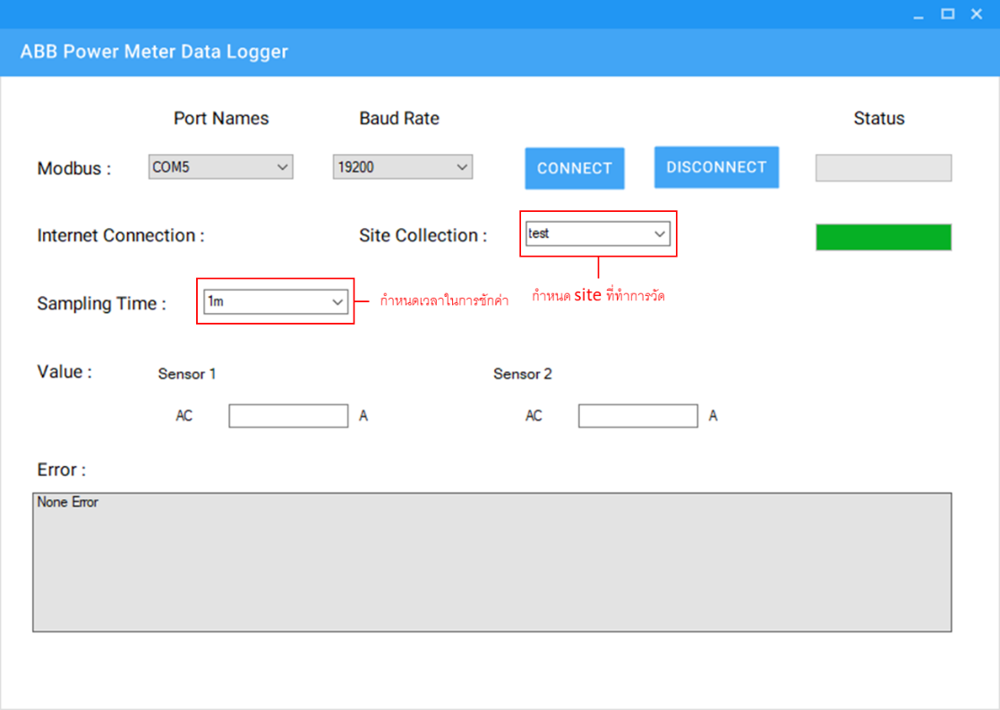 ABB Power Meter Data Logger
Port Names Baud Rate Status
Modbus : COM5 19200 CONNECT DISCONNECT
Internet Connection : Site Collection : test
Sampling Time : 1m กำหนดเวลาในการชักค่า กำหนด site ที่ทำการวัด
Value : Sensor 1 Sensor 2
AC A AC A
Error :
None Error